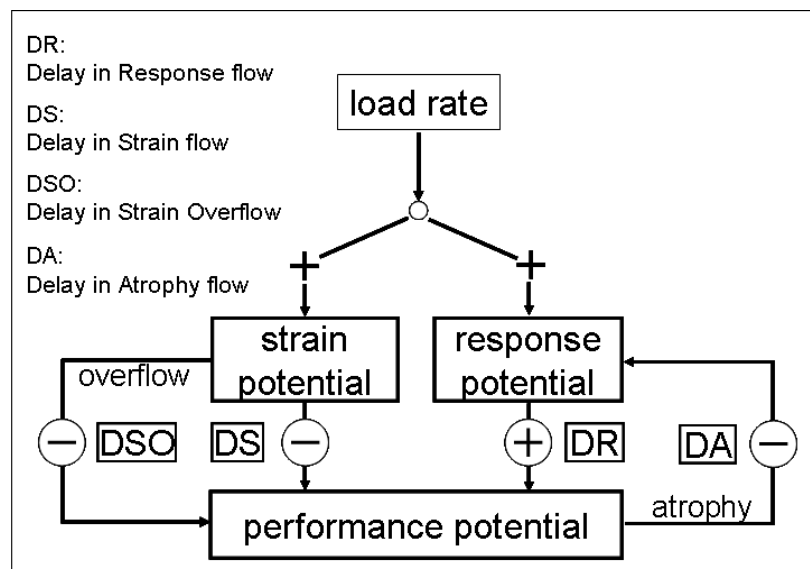 DR:
Delay in Response flow
DS:
Delay in Strain flow
DSO:
Delay in Strain Overflow
DA:
Delay in Atrophy flow
load rate
+ +
strain
potential
response
potential
overflow
− DSO DS − + DR DA −
performance potential
atrophy